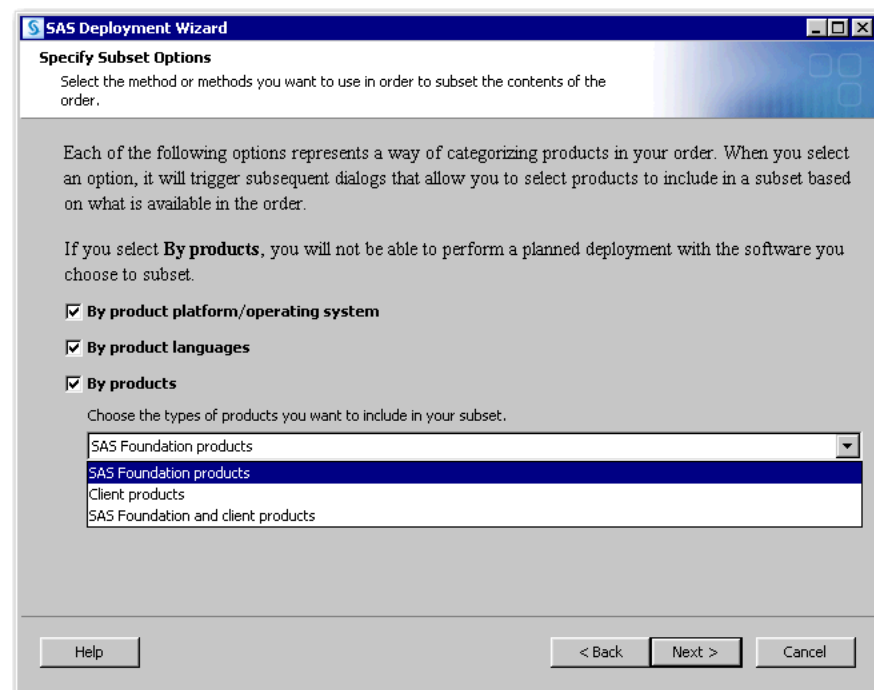 SAS Deployment Wizard
Specify Subset Options
Select the method or methods you want to use in order to subset the contents of the
order.
Each of the following options represents a way of categorizing products in your order. When you select
an option, it will trigger subsequent dialogs that allow you to select products to include in a subset based
on what is available in the order.
If you select By products, you will not be able to perform a planned deployment with the software you
choose to subset.
By product platform/operating system
By product languages
By products
Choose the types of products you want to include in your subset.
SAS Foundation products
SAS Foundation products
Client products
SAS Foundation and client products
Help
< Back
Next >
Cancel